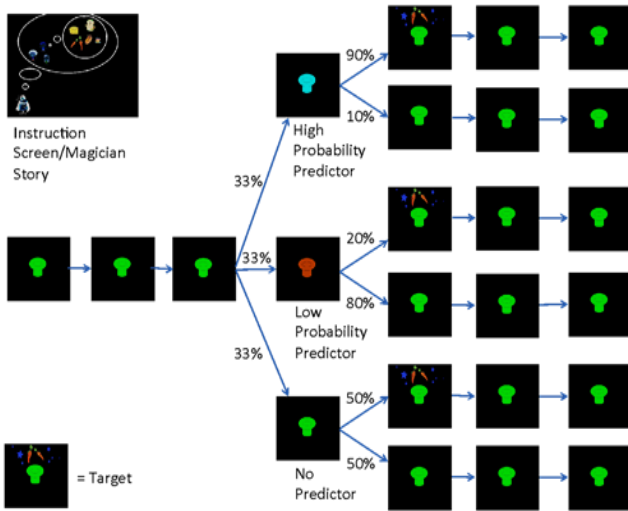 Instruction
Screen/Magician
Story
33%
33%
33%
High
Probability
Predictor
90%
10%
Low
Probability
Predictor
20%
80%
No
Predictor
50%
50%
= Target